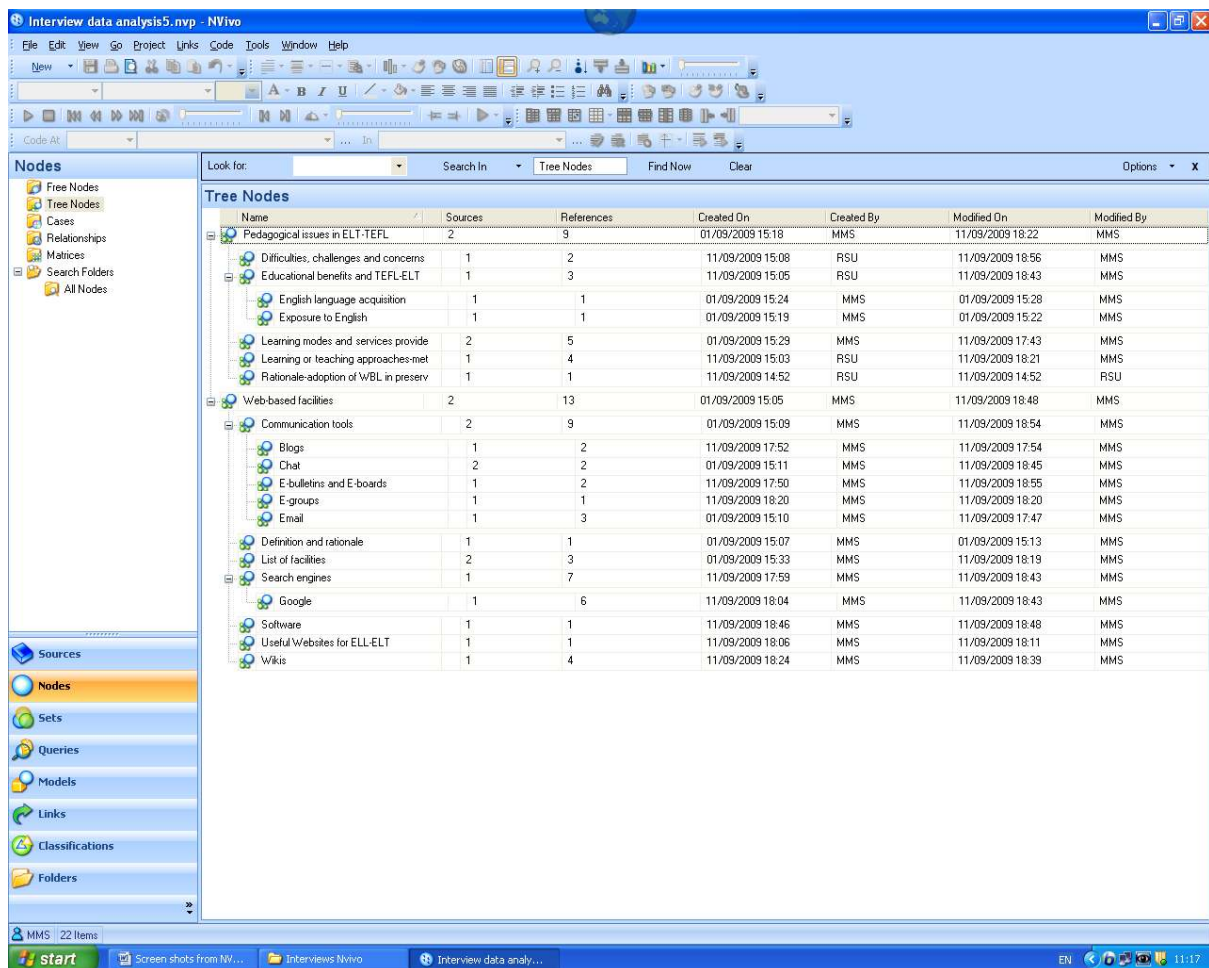 Interview data analysis5.nvp - NVivo
File Edit View Go Project Links Code Tools Window Help
New
A B I U
Code At ... In ...
Nodes
Free Nodes
Tree Nodes
Cases
Relationships
Matrices
Search Folders
All Nodes
Sources
Nodes
Sets
Queries
Models
Links
Classifications
Folders
Look for: Search In Tree Nodes Find Now Clear Options x
Tree Nodes
Name Sources References Created On Created By Modified On Modified By
Pedagogical issues in ELT-TEFL 2 9 01/09/2009 15:18 MMS 11/09/2009 18:22 MMS
Difficulties, challenges and concerns 1 2 11/09/2009 15:08 RSU 11/09/2009 18:56 MMS
Educational benefits and TEFL-ELT 1 3 11/09/2009 15:05 RSU 11/09/2009 18:43 MMS
English language acquisition 1 1 01/09/2009 15:24 MMS 01/09/2009 15:28 MMS
Exposure to English 1 1 01/09/2009 15:19 MMS 01/09/2009 15:22 MMS
Learning modes and services provide 2 5 01/09/2009 15:29 MMS 11/09/2009 17:43 MMS
Learning or teaching approaches-met 1 4 11/09/2009 15:03 RSU 11/09/2009 18:21 MMS
Rationale-adoption of WBL in preserv 1 1 11/09/2009 14:52 RSU 11/09/2009 14:52 RSU
Web-based facilities 2 13 01/09/2009 15:05 MMS 11/09/2009 18:48 MMS
Communication tools 2 9 01/09/2009 15:09 MMS 11/09/2009 18:54 MMS
Blogs 1 2 11/09/2009 17:52 MMS 11/09/2009 17:54 MMS
Chat 2 2 01/09/2009 15:11 MMS 11/09/2009 18:45 MMS
E-bulletins and E-boards 1 2 11/09/2009 17:50 MMS 11/09/2009 18:55 MMS
E-groups 1 1 11/09/2009 18:20 MMS 11/09/2009 18:20 MMS
Email 1 3 01/09/2009 15:10 MMS 11/09/2009 17:47 MMS
Definition and rationale 1 1 01/09/2009 15:07 MMS 01/09/2009 15:13 MMS
List of facilities 2 3 01/09/2009 15:33 MMS 11/09/2009 18:19 MMS
Search engines 1 7 11/09/2009 17:59 MMS 11/09/2009 18:43 MMS
Google 1 6 11/09/2009 18:04 MMS 11/09/2009 18:43 MMS
Software 1 1 11/09/2009 18:46 MMS 11/09/2009 18:48 MMS
Useful Websites for ELL-ELT 1 1 11/09/2009 18:06 MMS 11/09/2009 18:11 MMS
Wikis 1 4 11/09/2009 18:24 MMS 11/09/2009 18:39 MMS
MMS 22 Items
start Screen shots from NV... Interviews Nvivo Interview data analy... EN 11:17